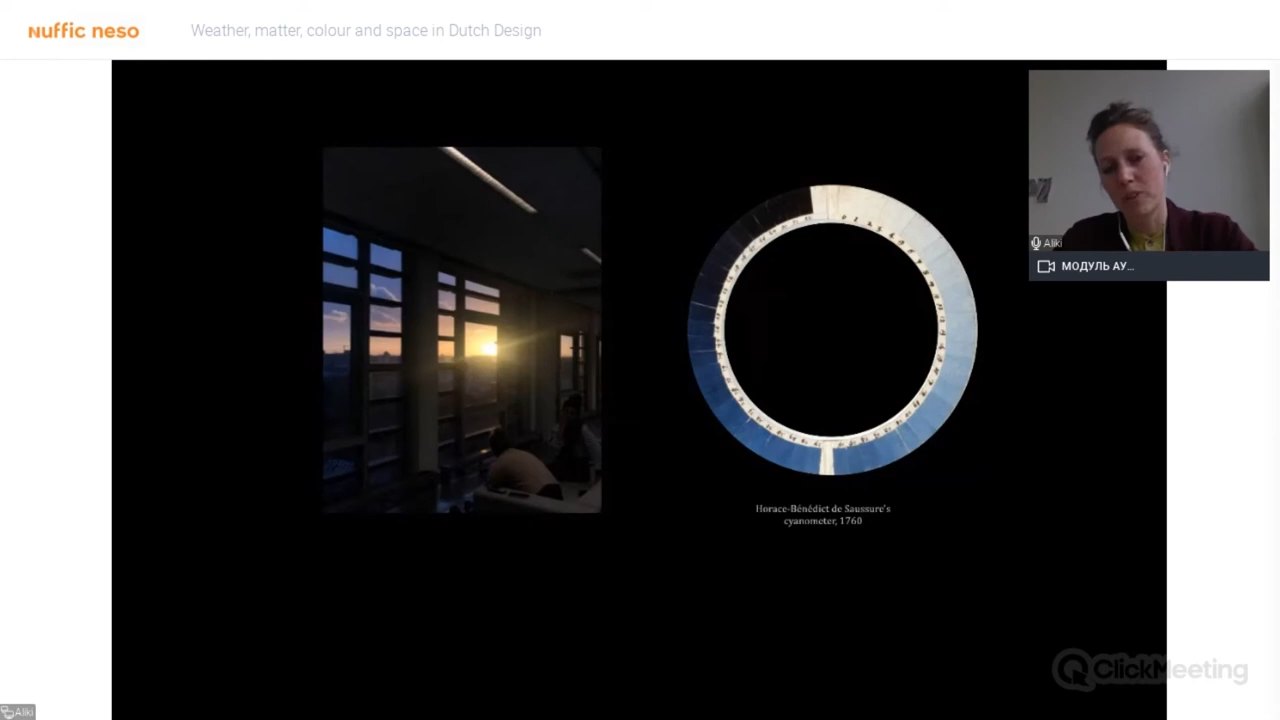 Nuffic neso
Weather, matter, colour and space in Dutch Design
Aliki
МОДУЛЬ АУ...
Horace-Bénédict de Saussure's
cyanometer, 1760
ClickMeeting
Aliki